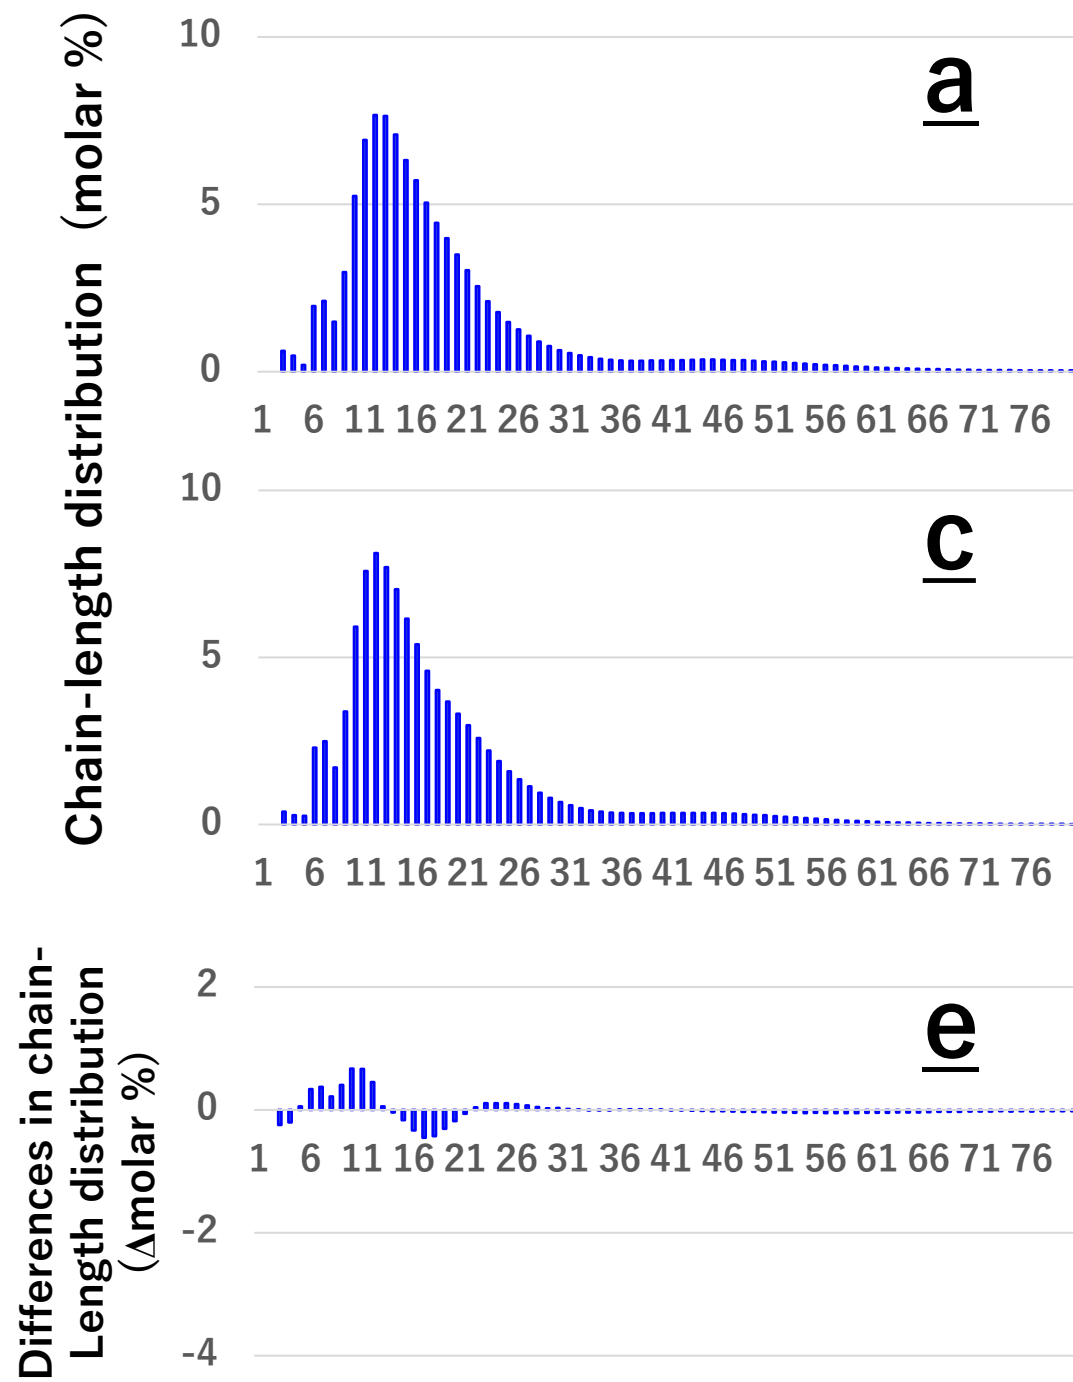 Chain-length distribution (molar %)
10
a
5
0
1 6 11 16 21 26 31 36 41 46 51 56 61 66 71 76
10
c
5
0
1 6 11 16 21 26 31 36 41 46 51 56 61 66 71 76
Differences in chain-
Length distribution
(Δmolar %)
2
e
0
1 6 11 16 21 26 31 36 41 46 51 56 61 66 71 76
-2
-4